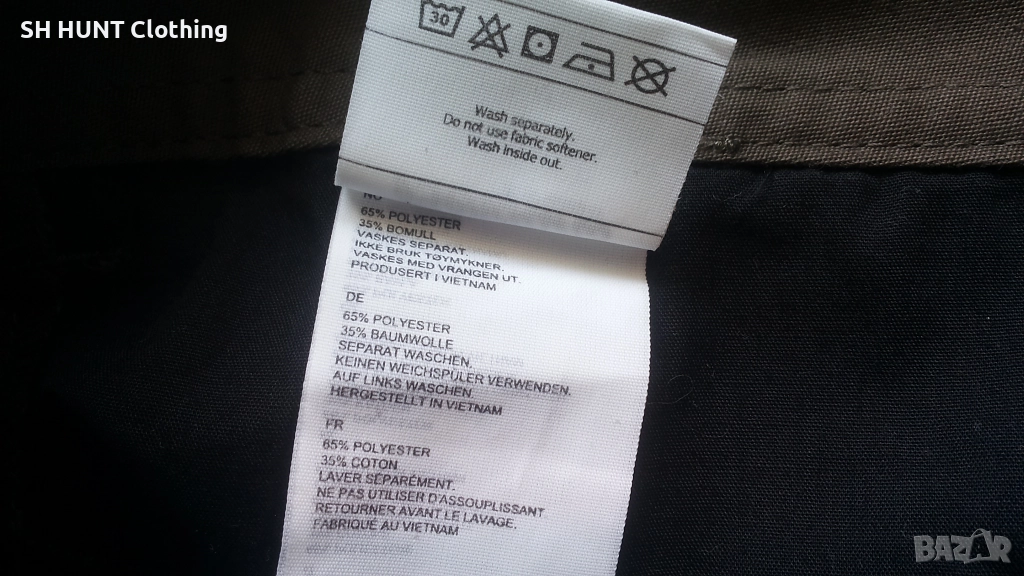 SH HUNT Clothing
30
Wash separately.
Do not use fabric softener.
Wash inside out.
NO
65% POLYESTER
35% BOMULL
VASKES SEPARAT.
IKKE BRUK TØYMYKNER.
VASKES MED VRANGEN UT.
PRODUSERT I VIETNAM
DE
65% POLYESTER
35% BAUMWOLLE
SEPARAT WASCHEN.
KEINEN WEICHSPÜLER VERWENDEN.
AUF LINKS WASCHEN.
HERGESTELLT IN VIETNAM
FR
65% POLYESTER
35% COTON
LAVER SÉPARÉMENT.
NE PAS UTILISER D'ASSOUPLISSANT
RETOURNER AVANT LE LAVAGE.
FABRIQUÉ AU VIETNAM
BAZAR